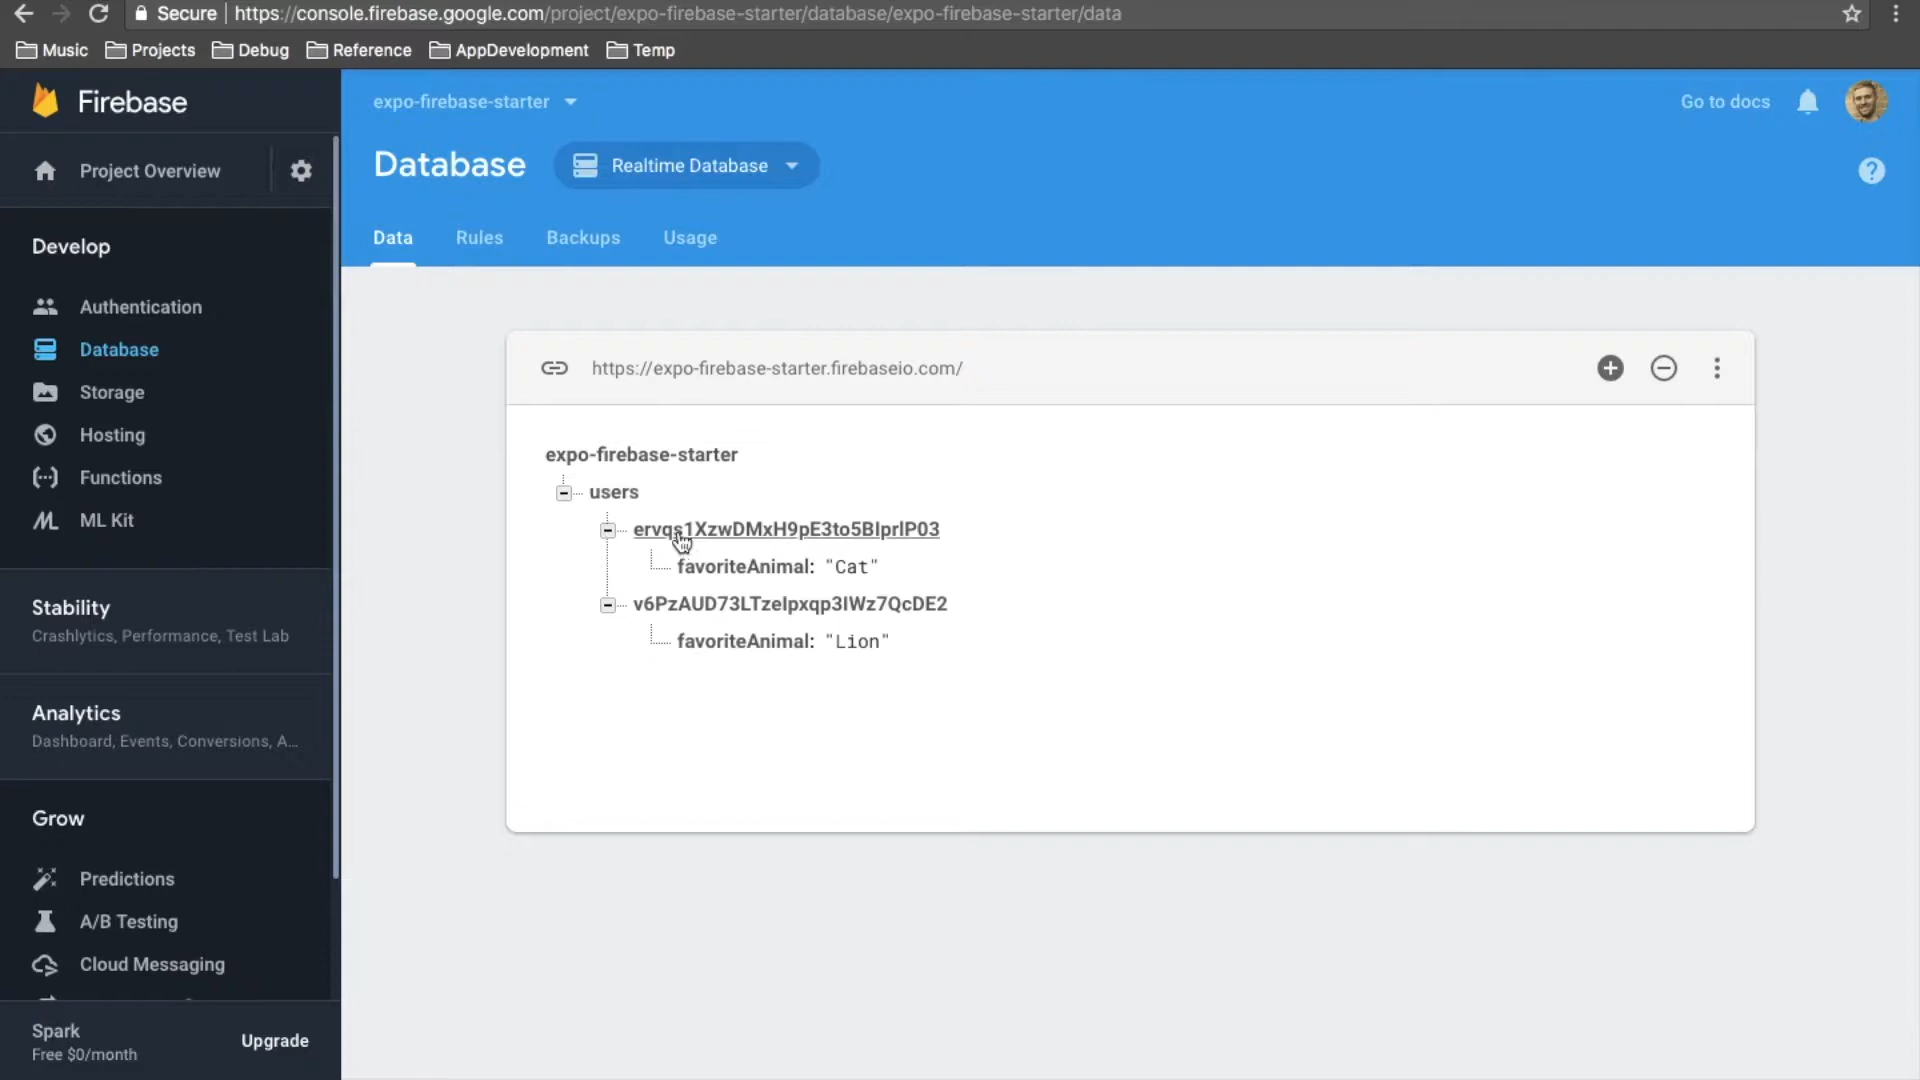 Secure https://console.firebase.google.com/project/expo-firebase-starter/database/expo-firebase-starter/data
Music Projects Debug Reference AppDevelopment Temp
Firebase
expo-firebase-starter
Go to docs
Project Overview
Database
Realtime Database
?
Data Rules Backups Usage
Develop
Authentication
Database
Storage
Hosting
Functions
ML Kit
Stability
Crashlytics, Performance, Test Lab
Analytics
Dashboard, Events, Conversions, A...
Grow
Predictions
A/B Testing
Cloud Messaging
Spark
Free $0/month
Upgrade
https://expo-firebase-starter.firebaseio.com/
expo-firebase-starter
users
ervqs1XzwDMxH9pE3to5BIprlP03
favoriteAnimal: "Cat"
v6PzAUD73LTzeIpxqp3IWz7QcDE2
favoriteAnimal: "Lion"